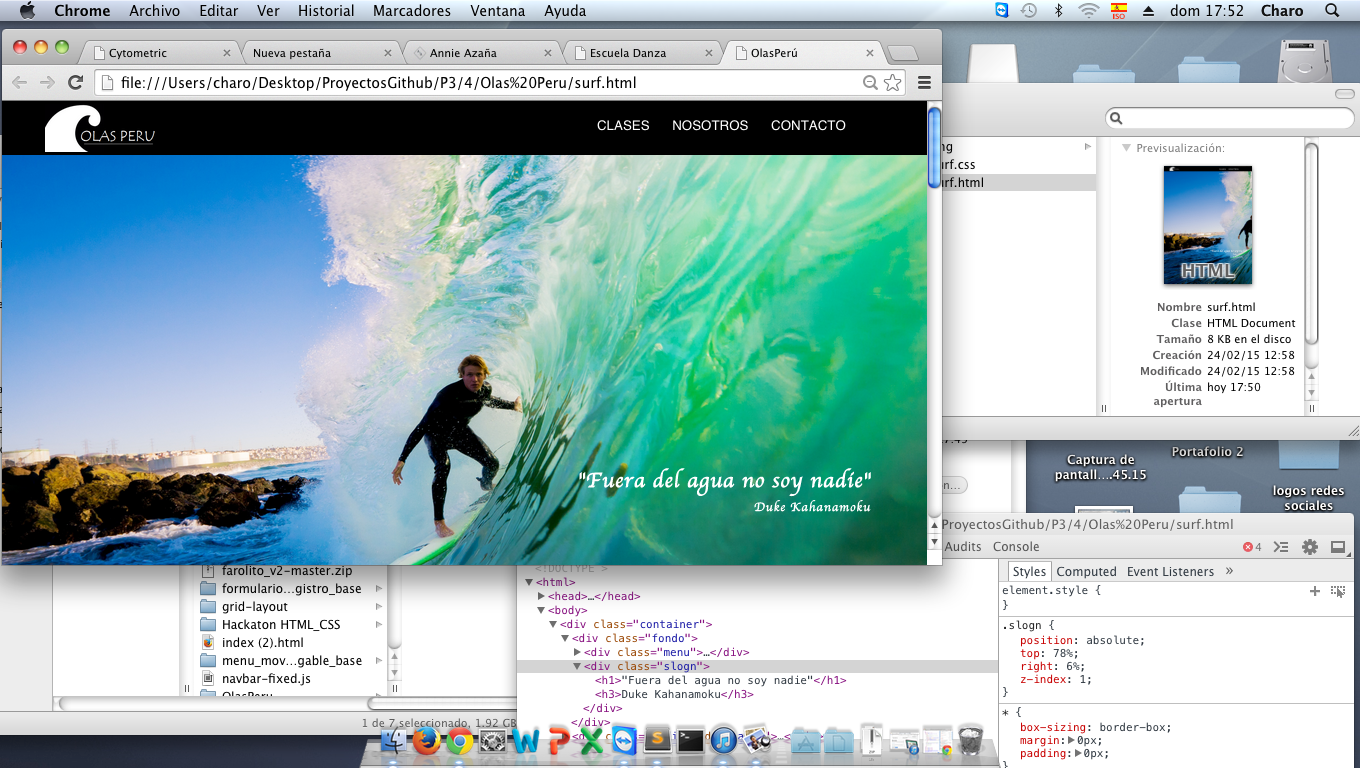 Chrome Archivo Editar Ver Historial Marcadores Ventana Ayuda
ISO dom 17:52 Charo
Cytometric Nueva pestaña Annie Azaña Escuela Danza OlasPerú
file:///Users/charo/Desktop/ProyectosGithub/P3/4/Olas%20Peru/surf.html
OLAS PERU
CLASES NOSOTROS CONTACTO
"Fuera del agua no soy nadie"
Duke Kahanamoku
ng
rf.css
rf.html
Previsualización:
HTML
Nombre surf.html
Clase HTML Document
Tamaño 8 KB en el disco
Creación 24/02/15 12:58
Modificado 24/02/15 12:58
Última apertura hoy 17:50
Captura de
pantall....45.15
Portafolio 2
logos redes
sociales
n...
farolito_v2-master.zip
formulario...gistro_base
grid-layout
Hackaton HTML_CSS
index (2).html
menu_mov...gable_base
navbar-fixed.js
OlasPeru
1 de 7 seleccionado, 1.92 GB
ProyectosGithub/P3/4/Olas%20Peru/surf.html
Audits Console 4
<!DOCTYPE >
<html>
<head>…</head>
<body>
<div class="container">
<div class="fondo">
<div class="menu">…</div>
<div class="slogn">
<h1>"Fuera del agua no soy nadie"</h1>
<h3>Duke Kahanamoku</h3>
</div>
</div>
Styles Computed Event Listeners »
element.style {
}
.slogn {
position: absolute;
top: 78%;
right: 6%;
z-index: 1;
}
* {
box-sizing: border-box;
margin: 0px;
padding: 0px;
}